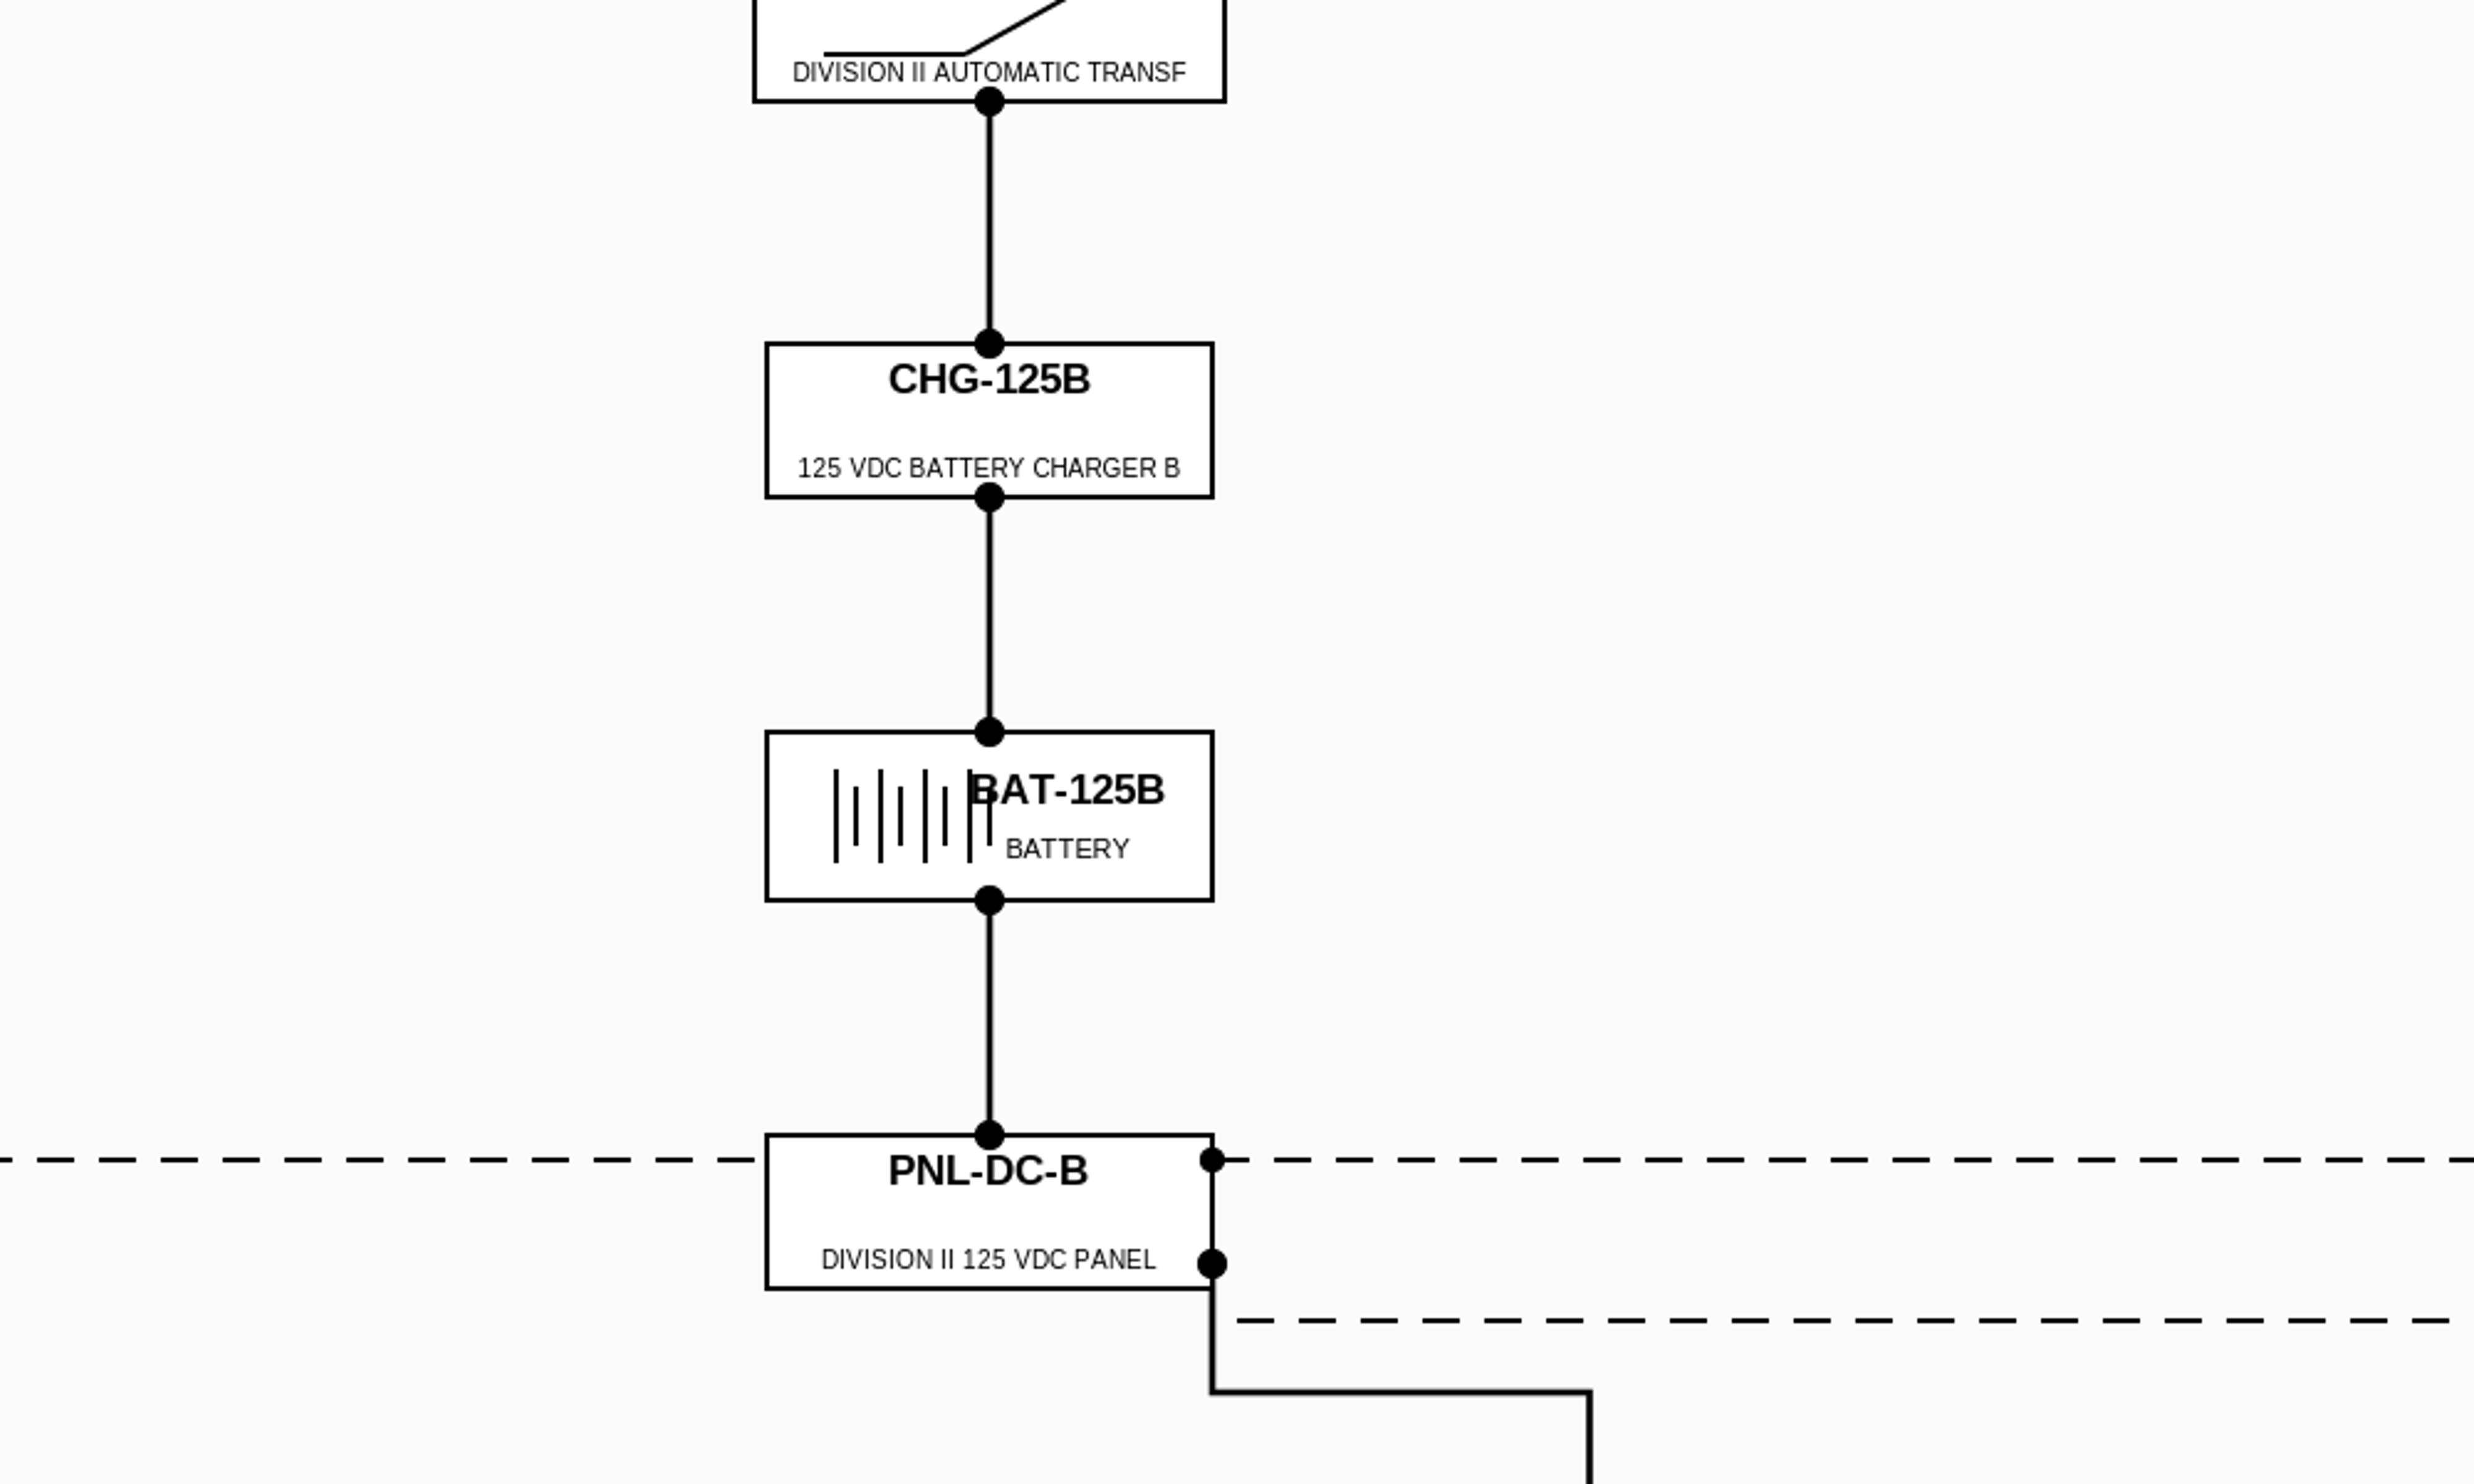 DIVISION II AUTOMATIC TRANSF
CHG-125B
125 VDC BATTERY CHARGER B
BAT-125B
BATTERY
PNL-DC-B
DIVISION II 125 VDC PANEL